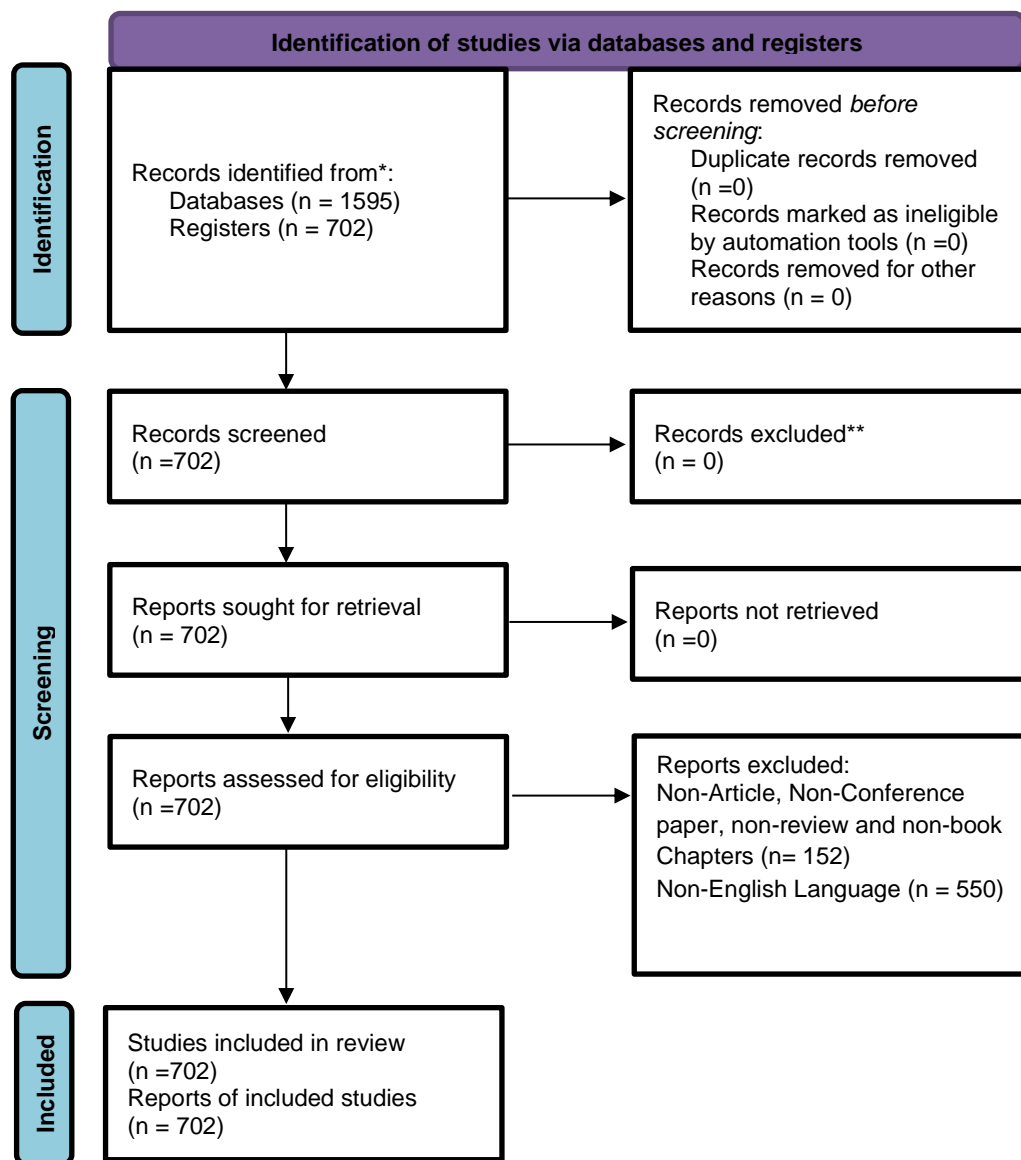 Identification of studies via databases and registers
Identification
Records identified from*:
Databases (n = 1595)
Registers (n = 702)
Records removed before
screening:
Duplicate records removed
(n =0)
Records marked as ineligible
by automation tools (n =0)
Records removed for other
reasons (n = 0)
Screening
Records screened
(n =702)
Records excluded**
(n = 0)
Reports sought for retrieval
(n = 702)
Reports not retrieved
(n =0)
Reports assessed for eligibility
(n =702)
Reports excluded:
Non-Article, Non-Conference
paper, non-review and non-book
Chapters (n= 152)
Non-English Language (n = 550)
Included
Studies included in review
(n =702)
Reports of included studies
(n = 702)